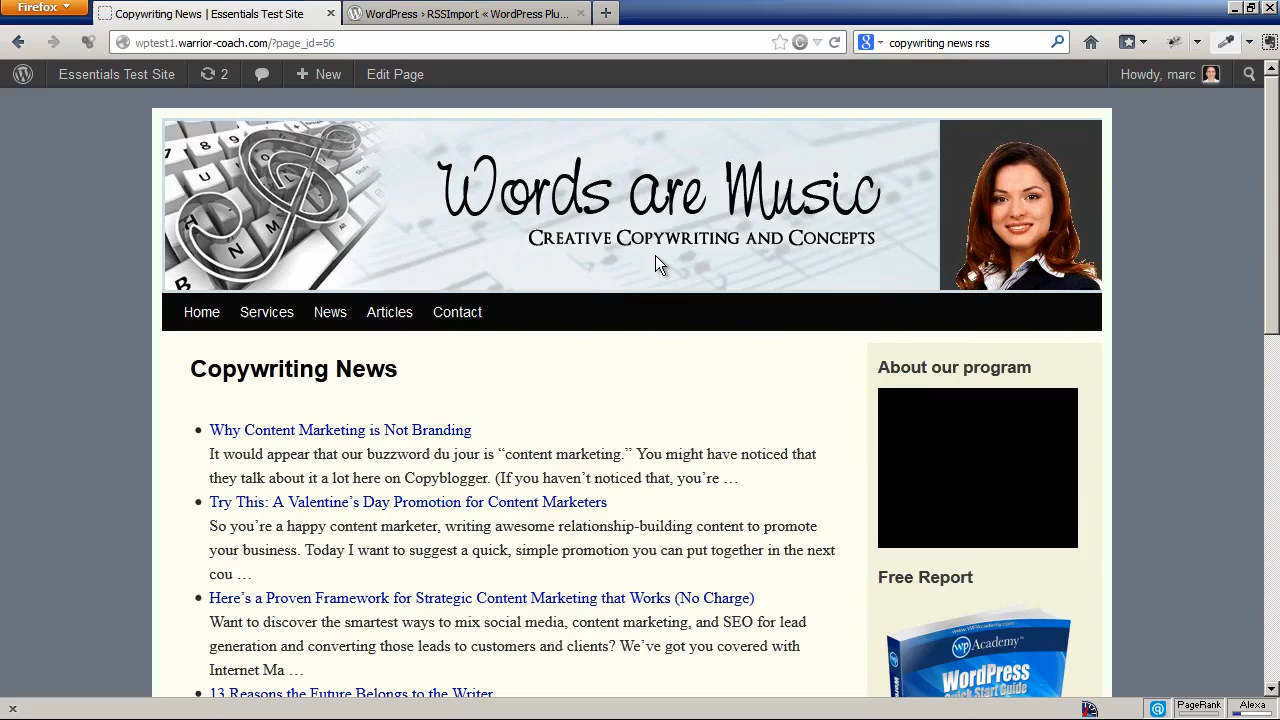 Firefox
Copywriting News | Essentials Test Site
WordPress › RSSImport « WordPress Plu...
wptest1.warrior-coach.com/?page_id=56
copywriting news rss
Essentials Test Site
2
New
Edit Page
Howdy, marc
Words are Music
Creative Copywriting and Concepts
Home
Services
News
Articles
Contact
Copywriting News
Why Content Marketing is Not Branding
It would appear that our buzzword du jour is “content marketing.” You might have noticed that
they talk about it a lot here on Copyblogger. (If you haven’t noticed that, you’re …
Try This: A Valentine’s Day Promotion for Content Marketers
So you’re a happy content marketer, writing awesome relationship-building content to promote
your business. Today I want to suggest a quick, simple promotion you can put together in the next
cou …
Here’s a Proven Framework for Strategic Content Marketing that Works (No Charge)
Want to discover the smartest ways to mix social media, content marketing, and SEO for lead
generation and converting those leads to customers and clients? We’ve got you covered with
Internet Ma …
13 Reasons the Future Belongs to the Writer
About our program
Free Report
www.WPAcademy.com
wp Academy™
WordPress
Quick Start Guide
PageRank
Alexa